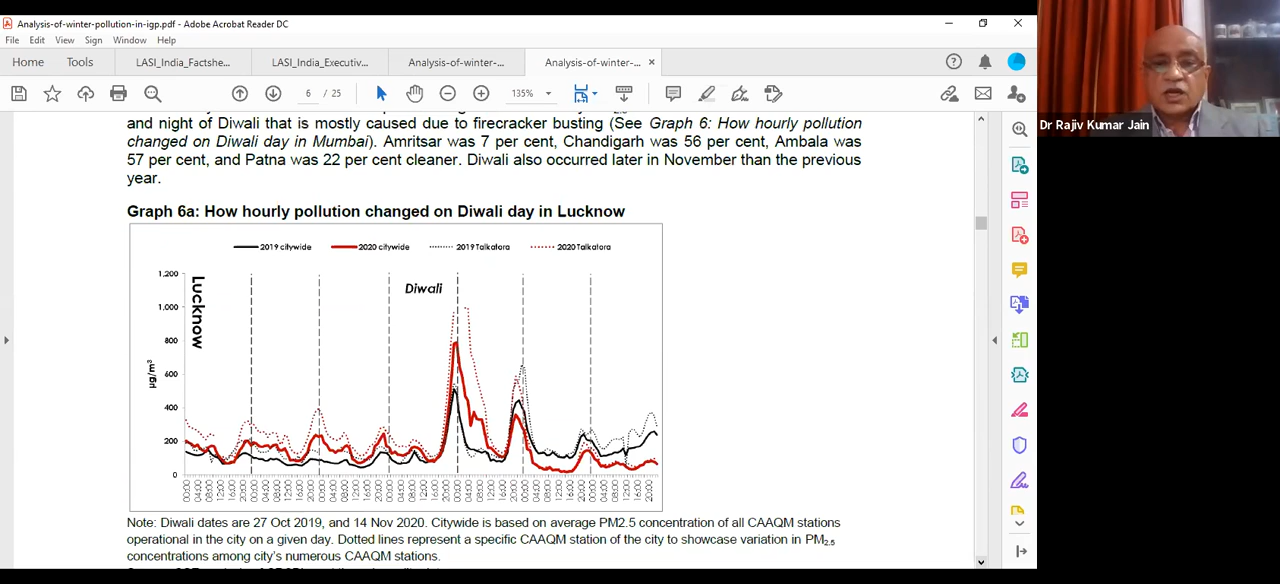 Analysis-of-winter-pollution-in-igp.pdf - Adobe Acrobat Reader DC
File Edit View Sign Window Help
Home Tools LASI_India_Factshe... LASI_India_Executiv... Analysis-of-winter-... Analysis-of-winter-...
6 / 25 135%
Dr Rajiv Kumar Jain
and night of Diwali that is mostly caused due to firecracker busting (See Graph 6: How hourly pollution
changed on Diwali day in Mumbai). Amritsar was 7 per cent, Chandigarh was 56 per cent, Ambala was
57 per cent, and Patna was 22 per cent cleaner. Diwali also occurred later in November than the previous
year.
Graph 6a: How hourly pollution changed on Diwali day in Lucknow
2019 citywide 2020 citywide 2019 Talkatora 2020 Talkatora
Lucknow
Diwali
µg/m³
1,200
1,000
800
600
400
200
0
Note: Diwali dates are 27 Oct 2019, and 14 Nov 2020. Citywide is based on average PM2.5 concentration of all CAAQM stations
operational in the city on a given day. Dotted lines represent a specific CAAQM station of the city to showcase variation in PM2.5
concentrations among city's numerous CAAQM stations.